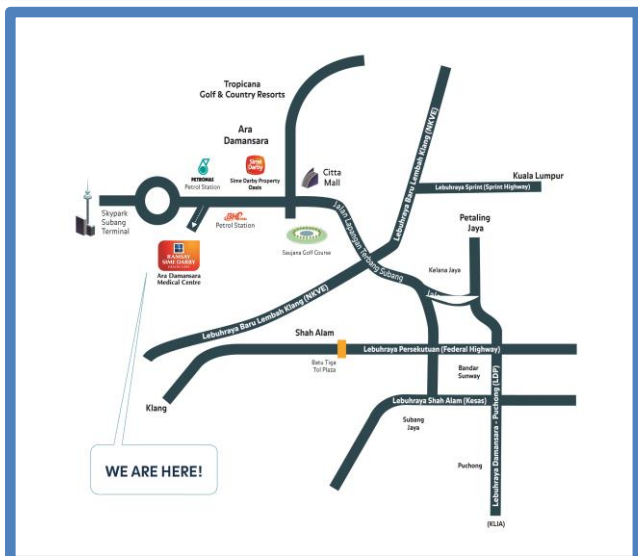 Tropicana
Golf & Country Resorts
Ara
Damansara
PETRONAS
Petrol Station
Sime
Darby
Sime Darby Property
Oasis
Citta
Mall
Lebuhraya Baru Lembah Klang (NKVE)
Kuala Lumpur
Lebuhraya Sprint (Sprint Highway)
Skypark
Subang
Terminal
BHP
Petrol Station
Saujana Golf Course
Jalan Lapangan Terbang Subang
Petaling
Jaya
Kelana Jaya
RAMSAY
SIME DARBY
HEALTH CARE
Ara Damansara
Medical Centre
Lebuhraya Baru Lembah Klang (NKVE)
Shah Alam
Batu Tiga
Tol Plaza
Lebuhraya Persekutuan (Federal Highway)
Bandar
Sunway
Klang
Lebuhraya Shah Alam (Kesas)
Subang
Jaya
Lebuhraya Damansara - Puchong (LDP)
WE ARE HERE!
Puchong
(KLIA)